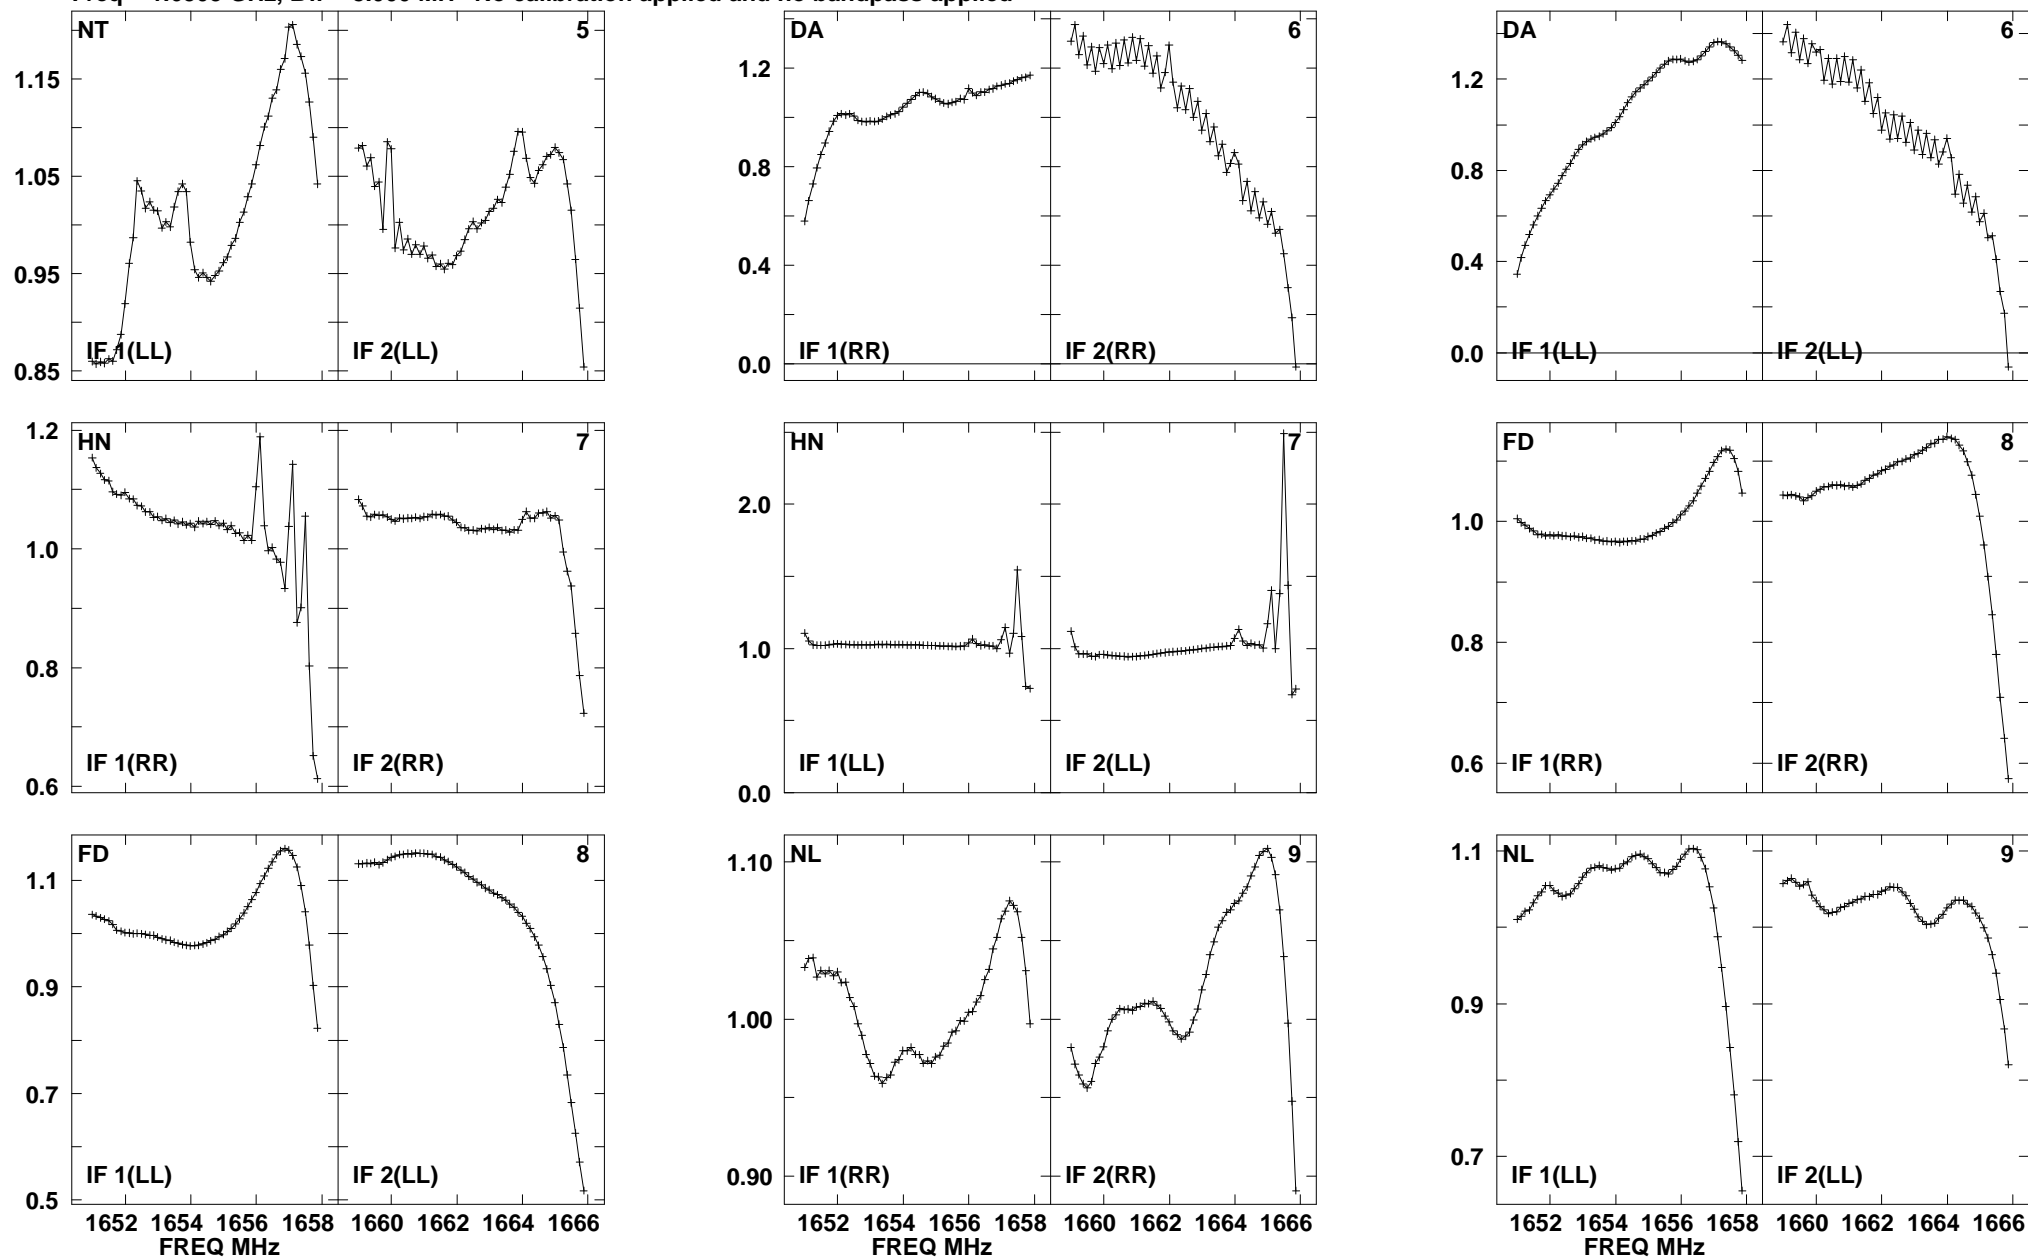 NT 5 DA 6 DA 6
1.15 1.2 1.2
1.05 0.8 0.8
0.95 0.4 0.4
IF 1(LL) IF 2(LL) IF 1(RR) IF 2(RR) IF 1(LL) IF 2(LL)
0.85 0.0 0.0
HN 7 HN 7 FD 8
1.2 2.0 1.0
1.0 1.0 0.8
0.8
IF 1(RR) IF 2(RR) IF 1(LL) IF 2(LL) IF 1(RR) IF 2(RR)
0.6 0.0 0.6
FD 8 NL 9 NL 9
1.1 1.10 1.1
0.9 1.00 0.9
0.7 0.7
IF 1(LL) IF 2(LL) IF 1(RR) IF 2(RR) IF 1(LL) IF 2(LL)
0.5 0.90
1652 1654 1656 1658 1660 1662 1664 1666 1652 1654 1656 1658 1660 1662 1664 1666 1652 1654 1656 1658 1660 1662 1664 1666
FREQ MHz FREQ MHz FREQ MHz